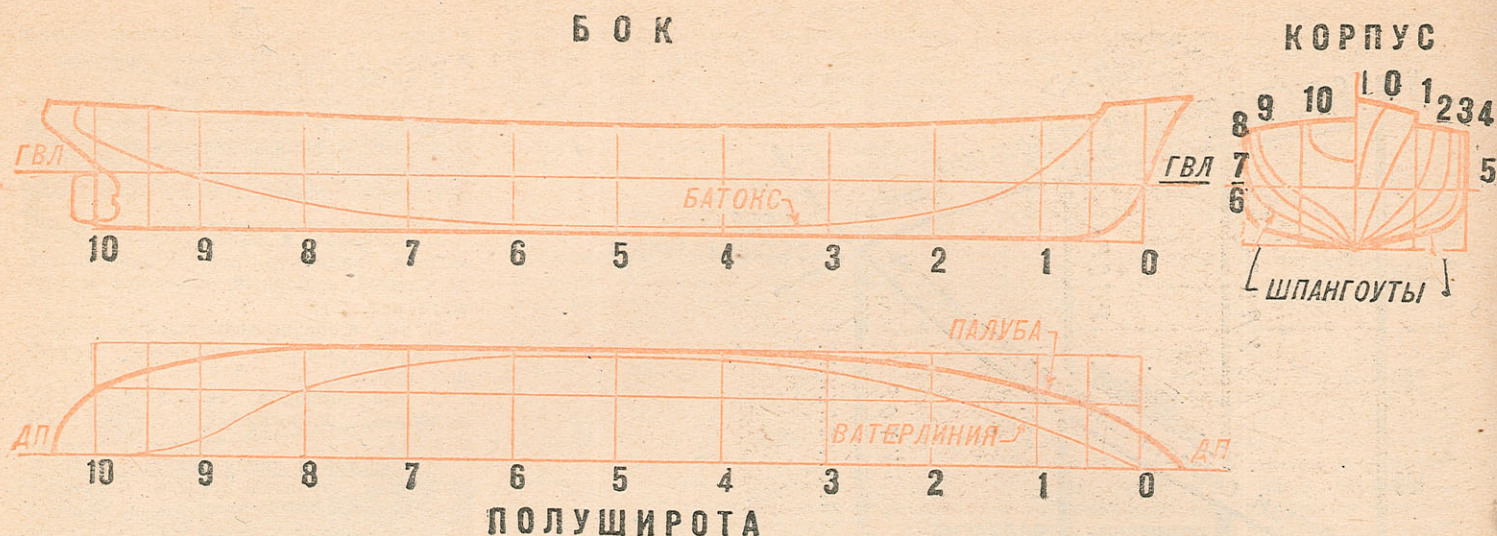 БОК
КОРПУС
1 0 1 2 3 4
8 9 10
ГВЛ
ГВЛ 7 5
6
БАТОКС
10 9 8 7 6 5 4 3 2 1 0
ШПАНГОУТЫ
ПАЛУБА
ДП ВАТЕРЛИНИЯ ДП
10 9 8 7 6 5 4 3 2 1 0
ПОЛУШИРОТА